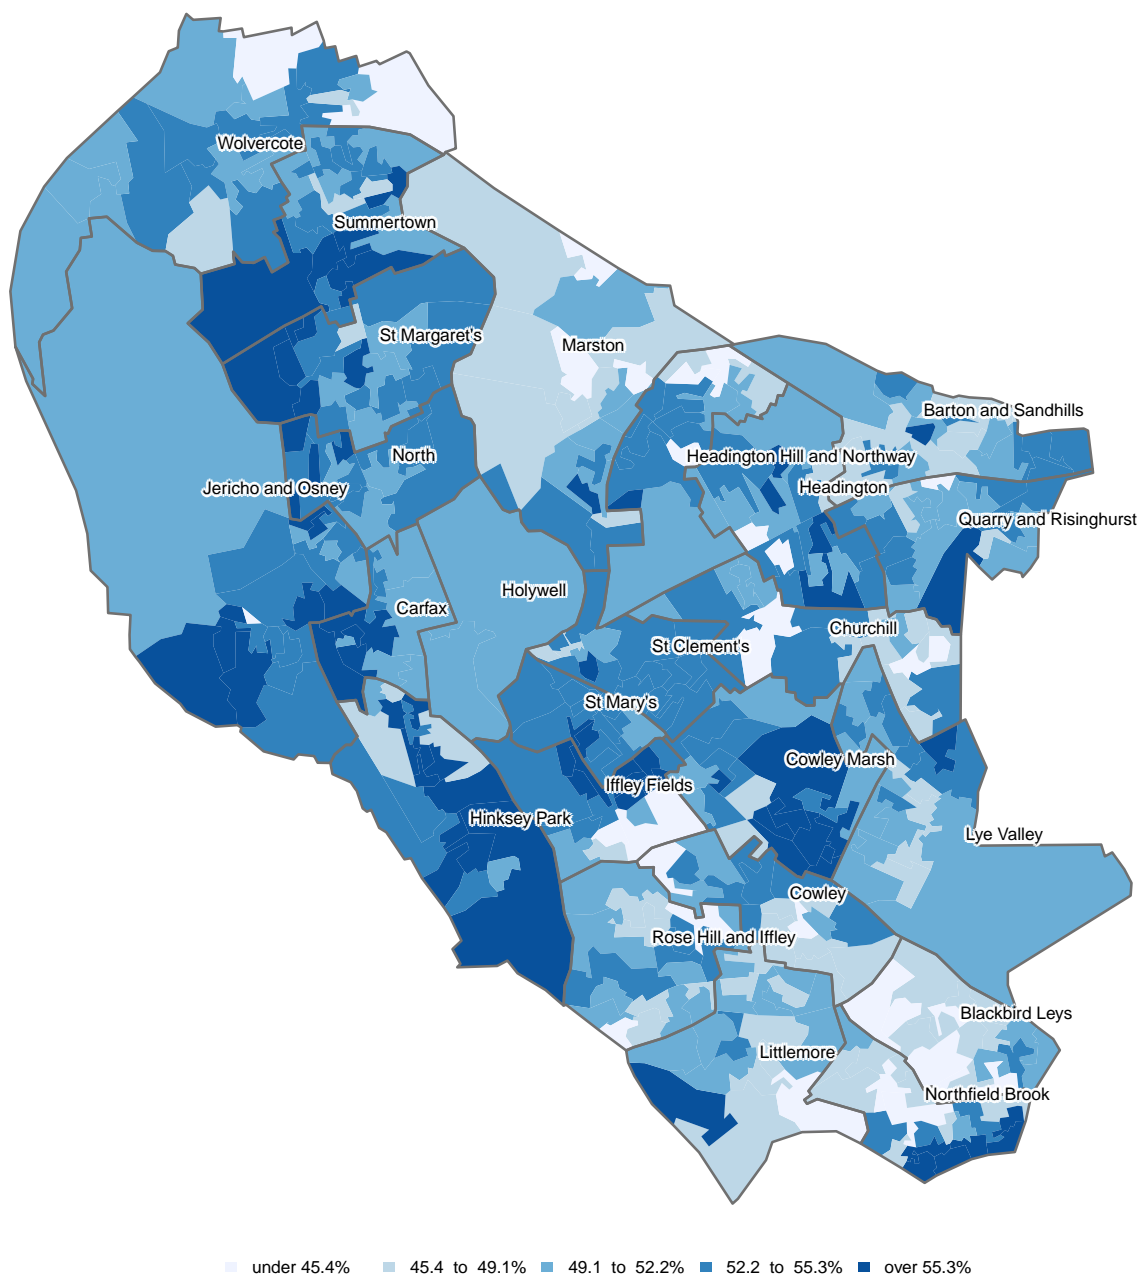 Wolvercote
Summertown
St Margaret's
Marston
Barton and Sandhills
North
Headington Hill and Northway
Jericho and Osney
Headington
Quarry and Risinghurst
Holywell
Carfax
Churchill
St Clement's
St Mary's
Cowley Marsh
Iffley Fields
Hinksey Park
Lye Valley
Cowley
Rose Hill and Iffley
Blackbird Leys
Littlemore
Northfield Brook
under 45.4% 45.4 to 49.1% 49.1 to 52.2% 52.2 to 55.3% over 55.3%